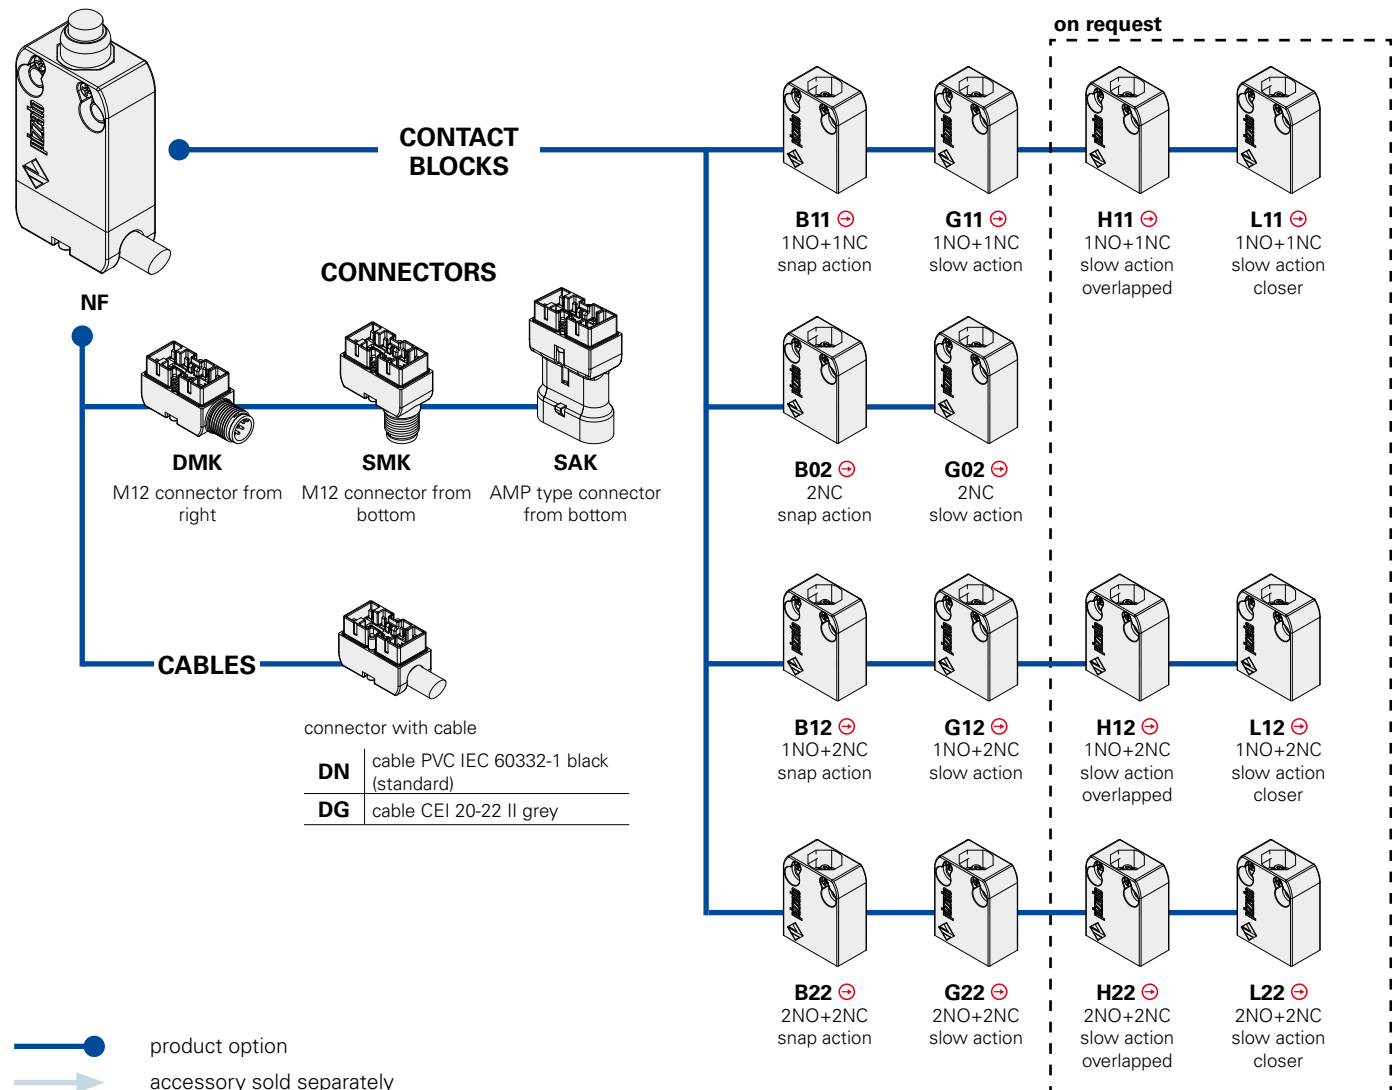 on request
CONTACT
BLOCKS
B11
1NO+1NC
snap action
G11
1NO+1NC
slow action
H11
1NO+1NC
slow action
overlapped
L11
1NO+1NC
slow action
closer
CONNECTORS
NF
DMK
M12 connector from
right
SMK
M12 connector from
bottom
SAK
AMP type connector
from bottom
B02
2NC
snap action
G02
2NC
slow action
CABLES
connector with cable
DN cable PVC IEC 60332-1 black
(standard)
DG cable CEI 20-22 II grey
B12
1NO+2NC
snap action
G12
1NO+2NC
slow action
H12
1NO+2NC
slow action
overlapped
L12
1NO+2NC
slow action
closer
B22
2NO+2NC
snap action
G22
2NO+2NC
slow action
H22
2NO+2NC
slow action
overlapped
L22
2NO+2NC
slow action
closer
product option
accessory sold separately